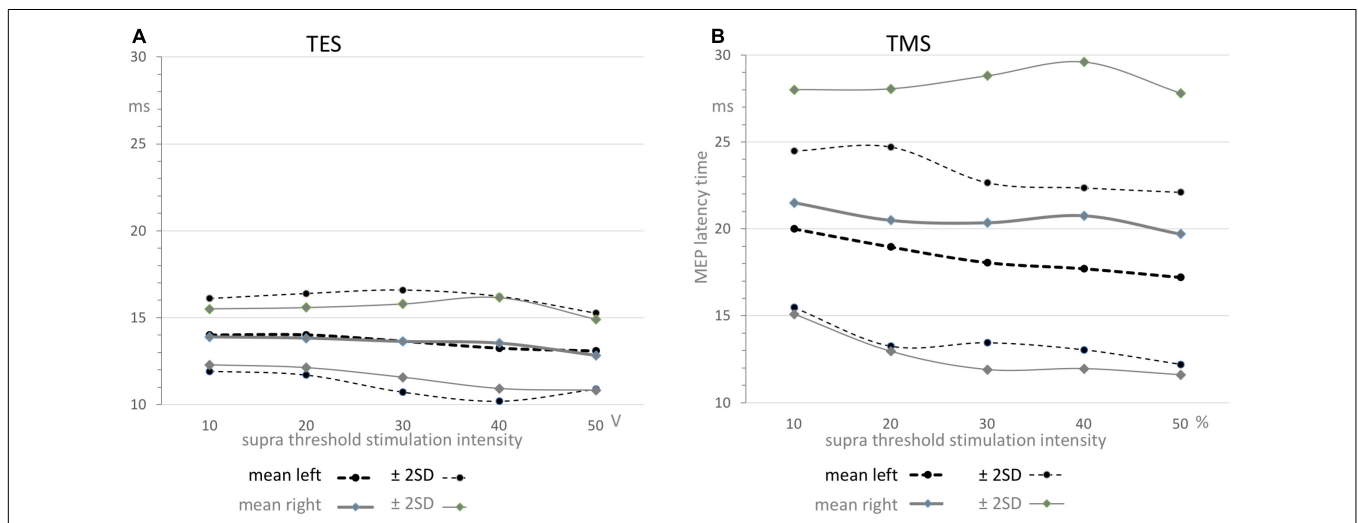 A
TES
30
ms
25
20
15
10
10 20 30 40 50 V
supra threshold stimulation intensity
mean left ± 2SD
mean right ± 2SD
B
TMS
30
ms
25
20
15
10
MEP latency time
10 20 30 40 50 %
supra threshold stimulation intensity
mean left ± 2SD
mean right ± 2SD